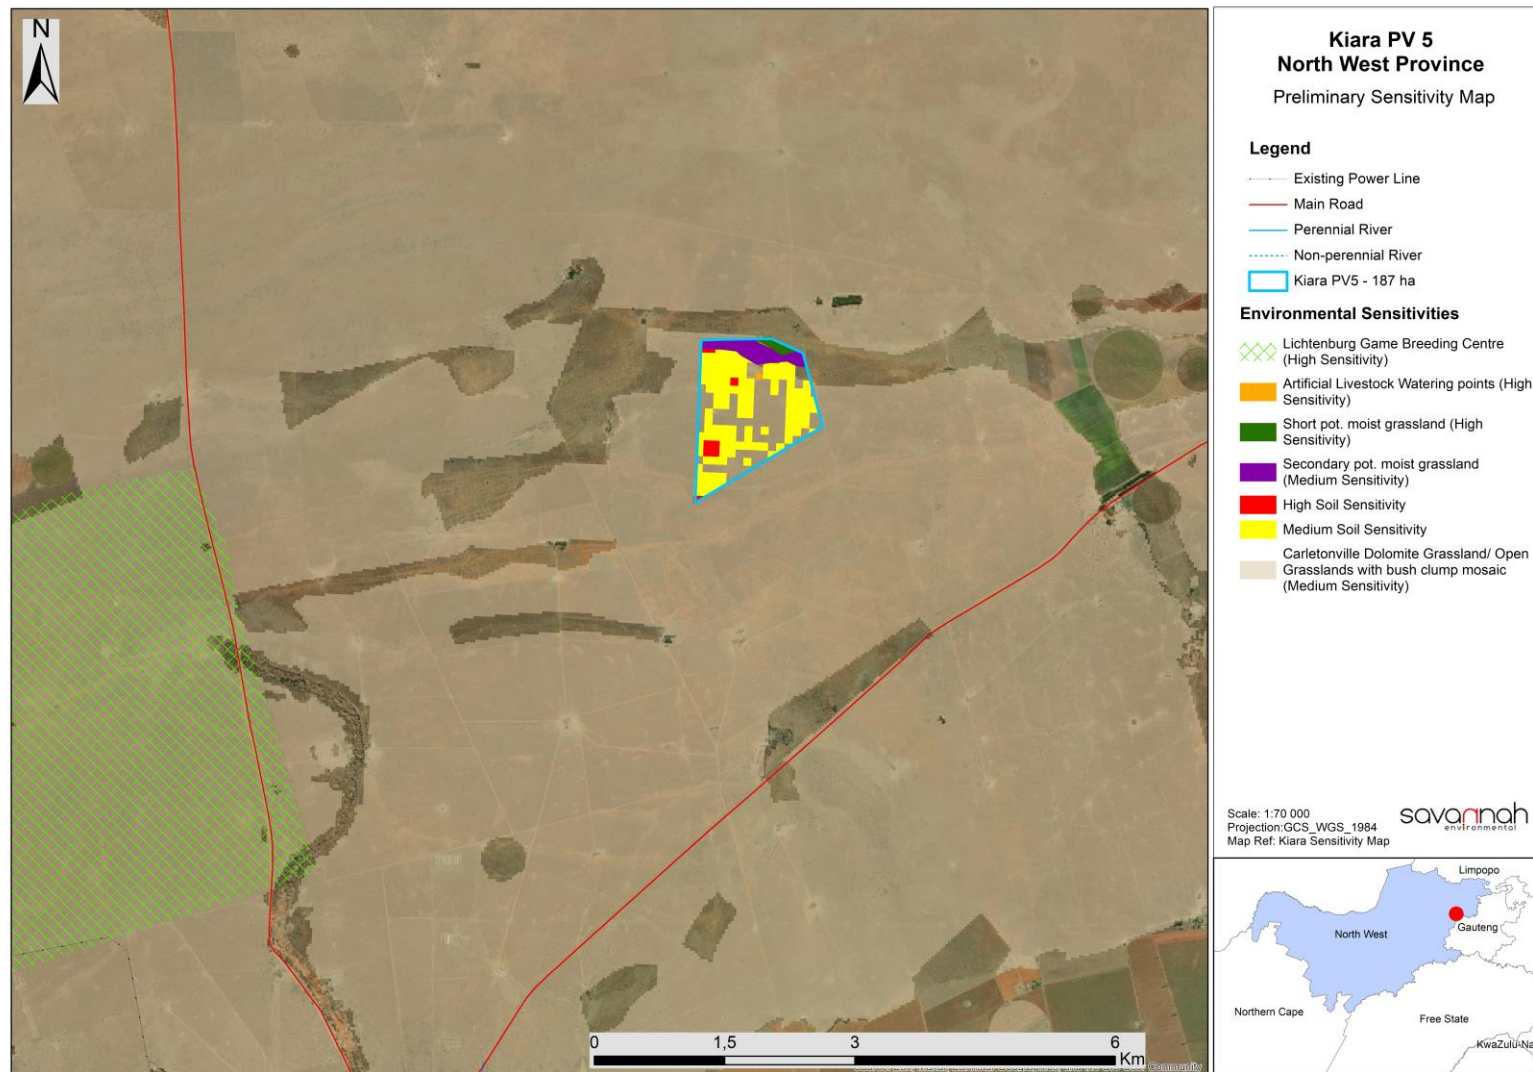 N
Kiara PV 5
North West Province
Preliminary Sensitivity Map
Legend
Existing Power Line
Main Road
Perennial River
Non-perennial River
Kiara PV5 - 187 ha
Environmental Sensitivities
Lichtenburg Game Breeding Centre
(High Sensitivity)
Artificial Livestock Watering points (High
Sensitivity)
Short pot. moist grassland (High
Sensitivity)
Secondary pot. moist grassland
(Medium Sensitivity)
High Soil Sensitivity
Medium Soil Sensitivity
Carletonville Dolomite Grassland/ Open
Grasslands with bush clump mosaic
(Medium Sensitivity)
Scale: 1:70 000
Projection:GCS_WGS_1984
Map Ref: Kiara Sensitivity Map
savannah
environmental
Limpopo
North West
Gauteng
Northern Cape
Free State
KwaZulu-Na
0 1,5 3 6
Km
Community